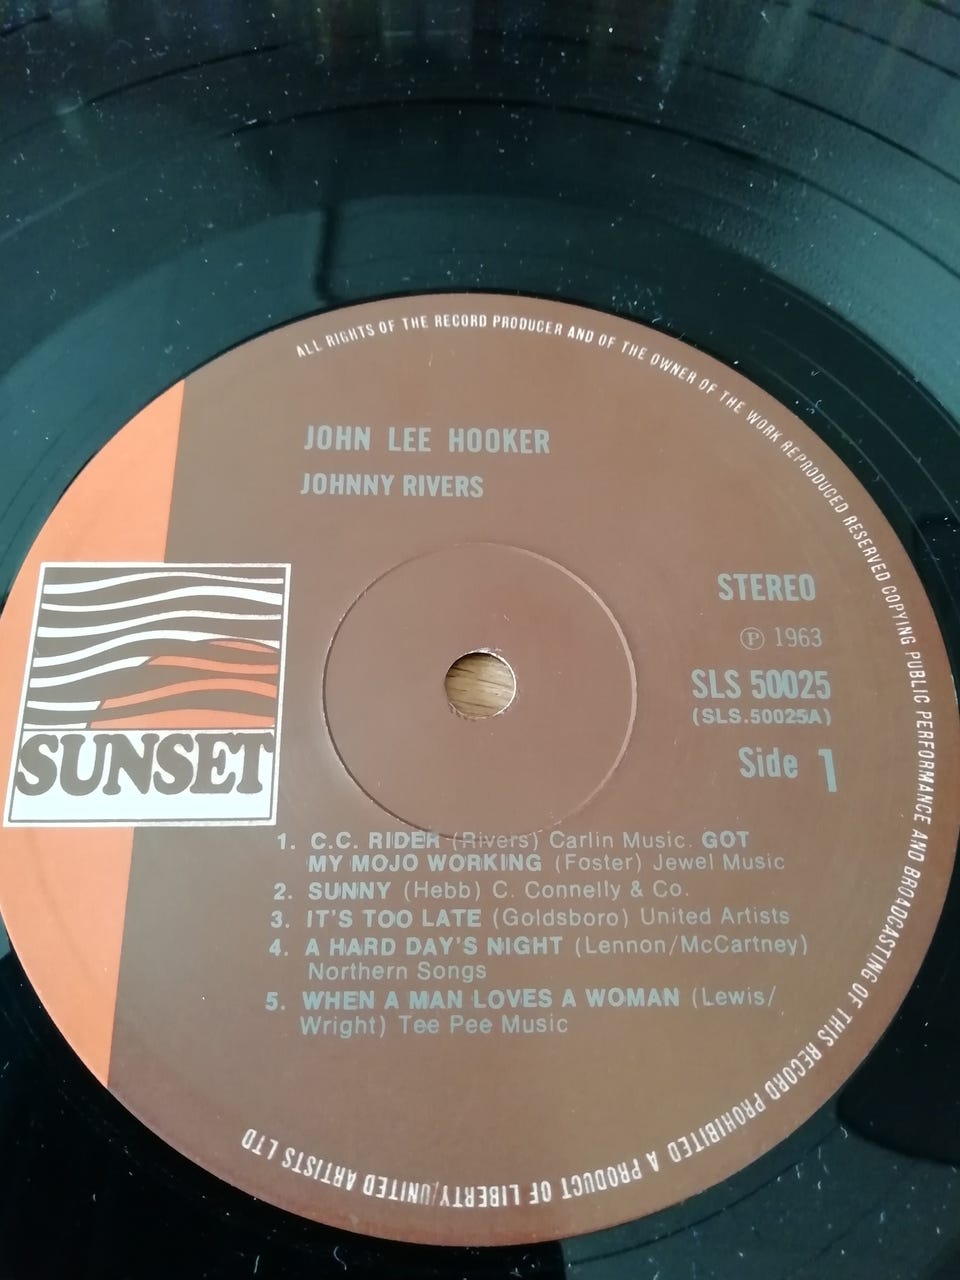 ALL RIGHTS OF THE RECORD PRODUCER AND OF THE OWNER OF THE WORK REPRODUCED RESERVED COPYING PUBLIC PERFORMANCE AND BROADCASTING OF THIS RECORD PROHIBITED A PRODUCT OF LIBERTY/UNITED ARTISTS LTD
JOHN LEE HOOKER
JOHNNY RIVERS
STEREO
Ⓟ 1963
SLS 50025
(SLS.50025A)
Side 1
SUNSET
1. C.C. RIDER (Rivers) Carlin Music. GOT
MY MOJO WORKING (Foster) Jewel Music
2. SUNNY (Hebb) C. Connelly & Co.
3. IT'S TOO LATE (Goldsboro) United Artists
4. A HARD DAY'S NIGHT (Lennon/McCartney)
Northern Songs
5. WHEN A MAN LOVES A WOMAN (Lewis/
Wright) Tee Pee Music